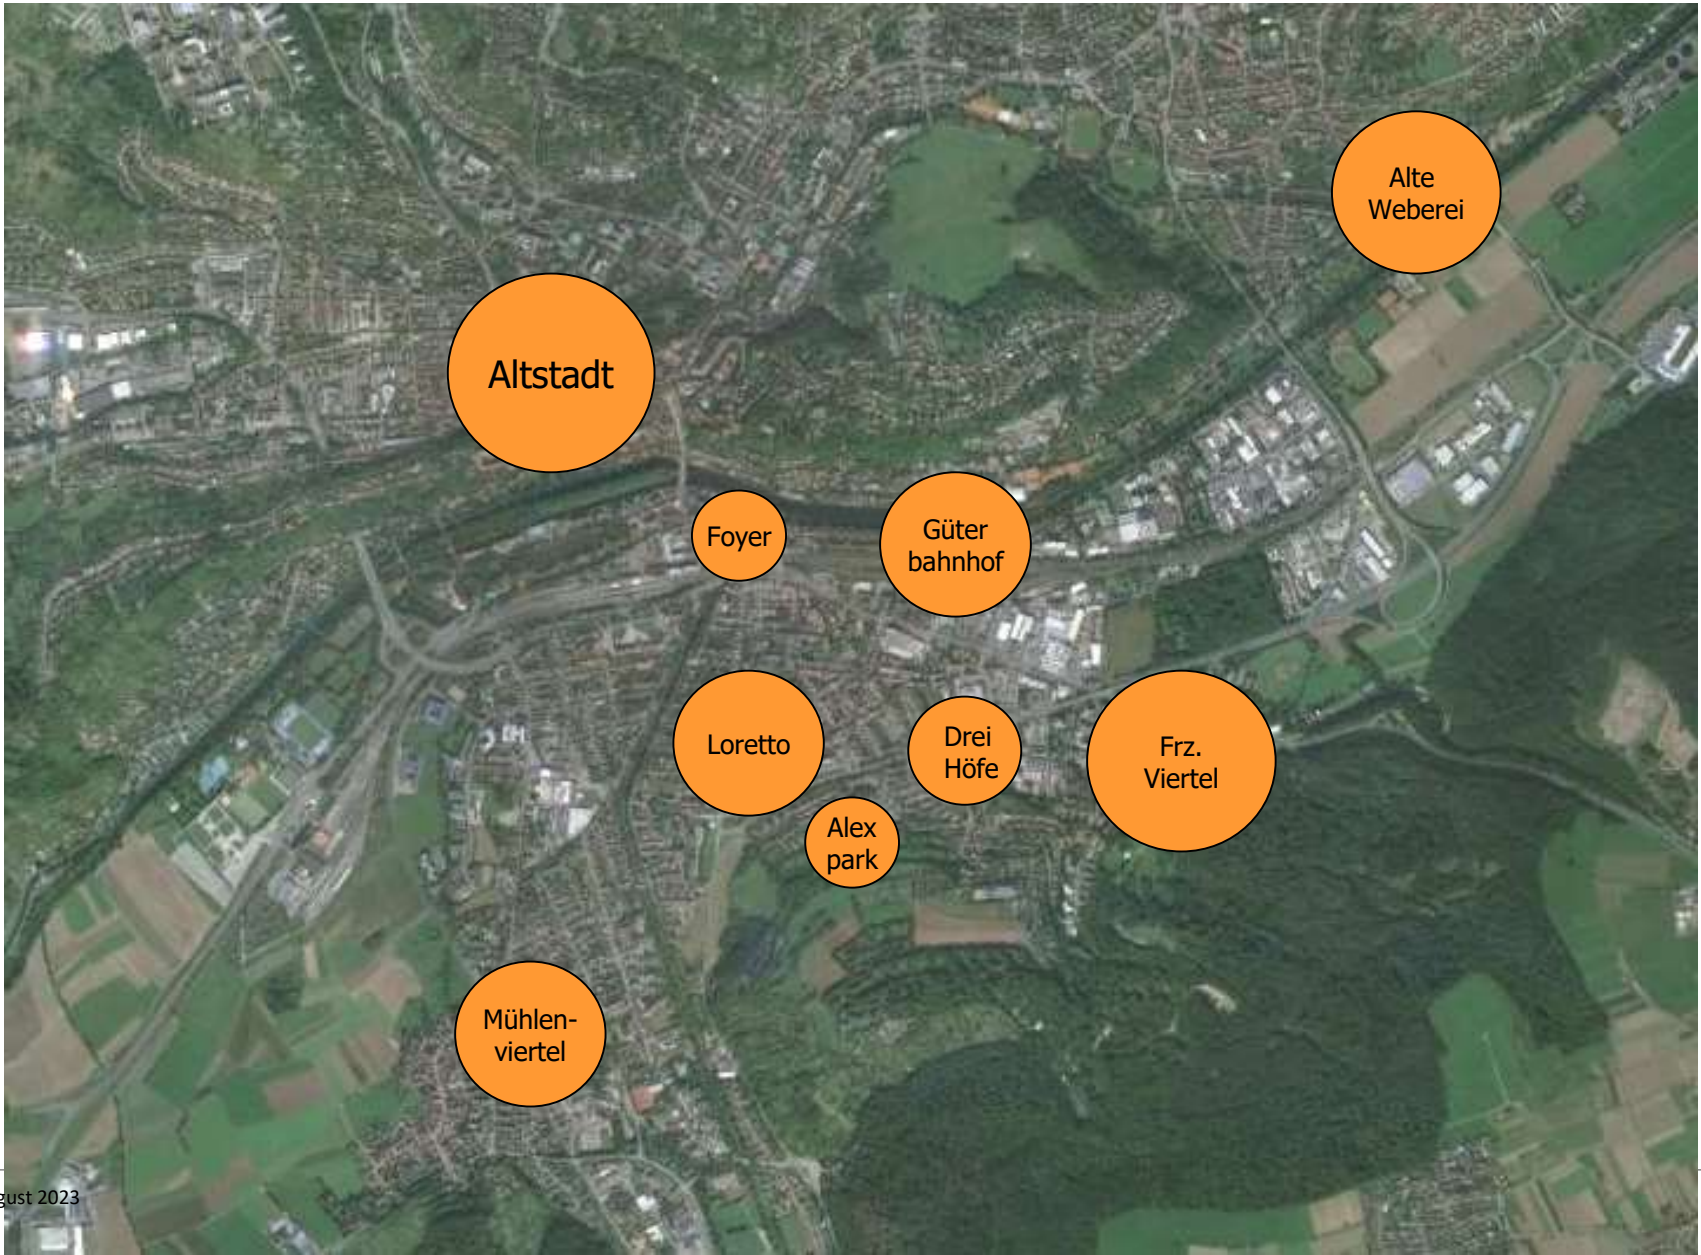 Alte
Weberei
Altstadt
Foyer
Güter
bahnhof
Loretto
Drei
Höfe
Frz.
Viertel
Alex
park
Mühlen-
viertel
gust 2023